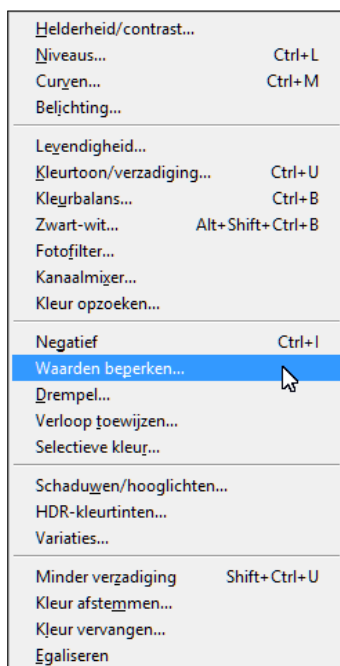 Helderheid/contrast...
Niveaus... Ctrl+L
Curven... Ctrl+M
Belichting...
Levendigheid...
Kleurtoon/verzadiging... Ctrl+U
Kleurbalans... Ctrl+B
Zwart-wit... Alt+Shift+Ctrl+B
Fotofilter...
Kanaalmixer...
Kleur opzoeken...
Negatief Ctrl+I
Waarden beperken...
Drempel...
Verloop toewijzen...
Selectieve kleur...
Schaduwen/hooglichten...
HDR-kleurtinten...
Variaties...
Minder verzadiging Shift+Ctrl+U
Kleur afstemmen...
Kleur vervangen...
Egaliseren